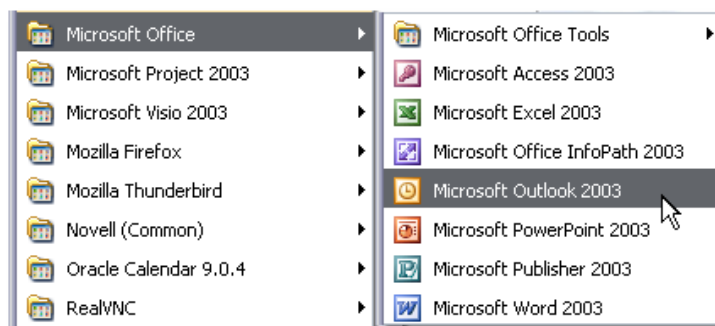 Microsoft Office
Microsoft Project 2003
Microsoft Visio 2003
Mozilla Firefox
Mozilla Thunderbird
Novell (Common)
Oracle Calendar 9.0.4
RealVNC
Microsoft Office Tools
Microsoft Access 2003
Microsoft Excel 2003
Microsoft Office InfoPath 2003
Microsoft Outlook 2003
Microsoft PowerPoint 2003
Microsoft Publisher 2003
Microsoft Word 2003